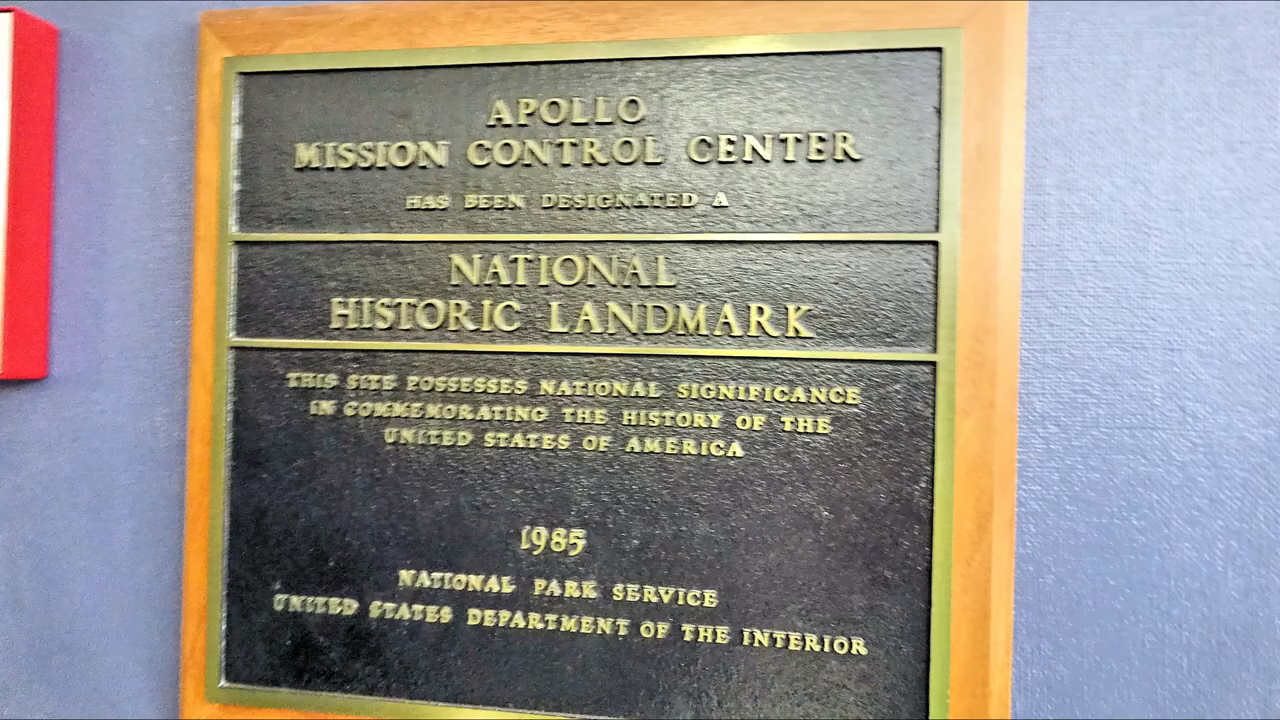 APOLLO
MISSION CONTROL CENTER
HAS BEEN DESIGNATED A
NATIONAL
HISTORIC LANDMARK
THIS SITE POSSESSES NATIONAL SIGNIFICANCE
IN COMMEMORATING THE HISTORY OF THE
UNITED STATES OF AMERICA
1985
NATIONAL PARK SERVICE
UNITED STATES DEPARTMENT OF THE INTERIOR